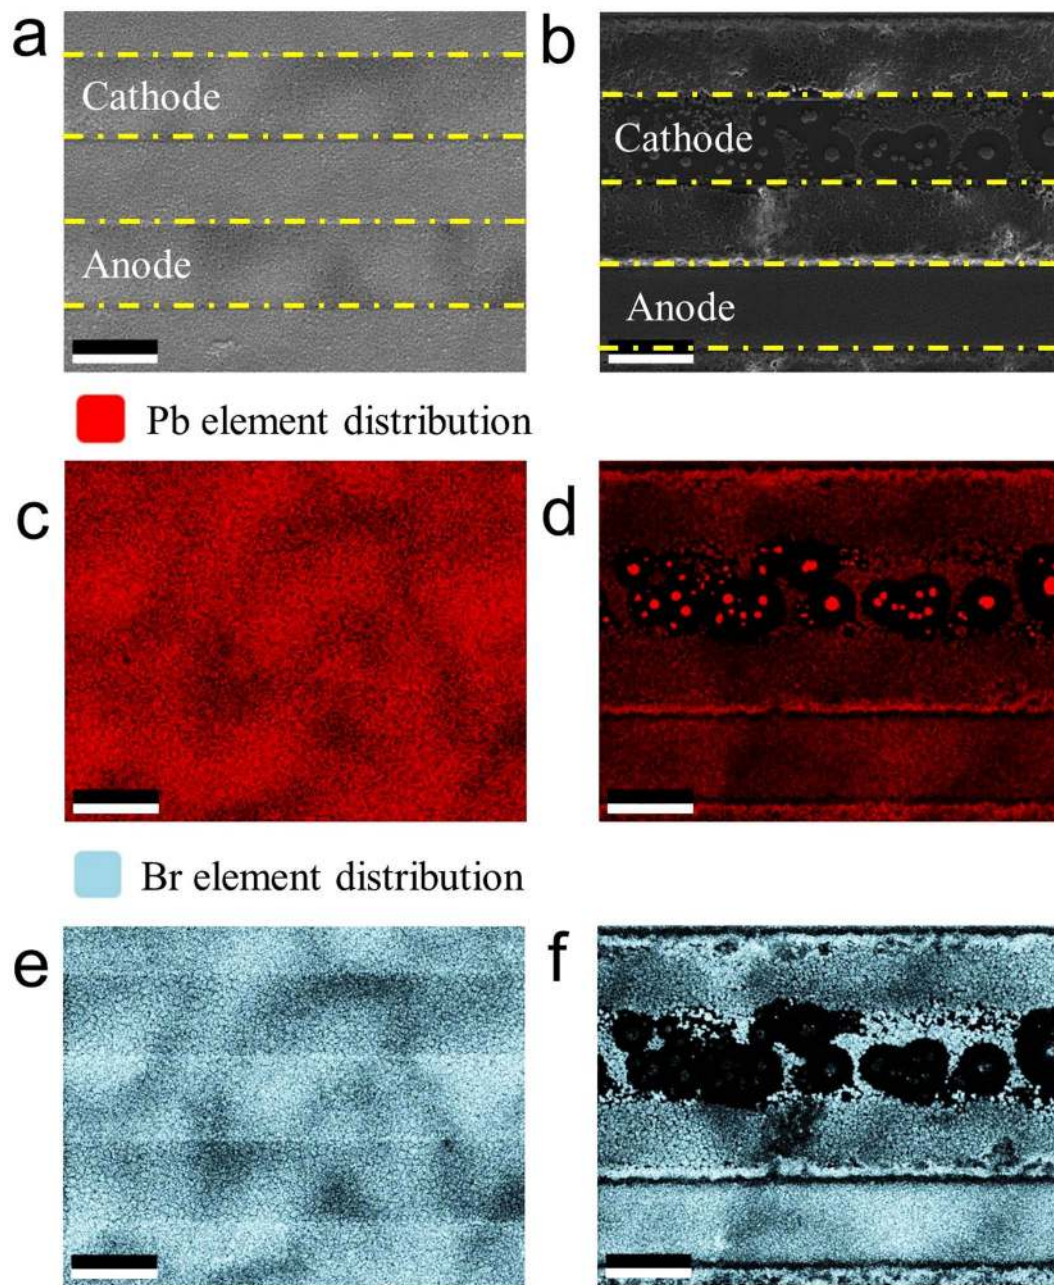 a
b
Cathode
Cathode
Anode
Anode
Pb element distribution
c
d
Br element distribution
e
f